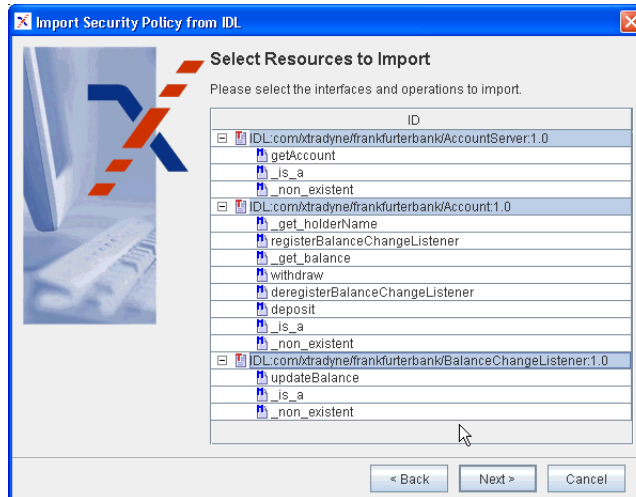 Import Security Policy from IDL
Select Resources to Import
Please select the interfaces and operations to import.
ID
IDL:com/xtradyne/frankfurterbank/AccountServer:1.0
getAccount
_is_a
_non_existent
IDL:com/xtradyne/frankfurterbank/Account:1.0
_get_holderName
registerBalanceChangeListener
_get_balance
withdraw
deregisterBalanceChangeListener
deposit
_is_a
_non_existent
IDL:com/xtradyne/frankfurterbank/BalanceChangeListener:1.0
updateBalance
_is_a
_non_existent
< Back Next > Cancel